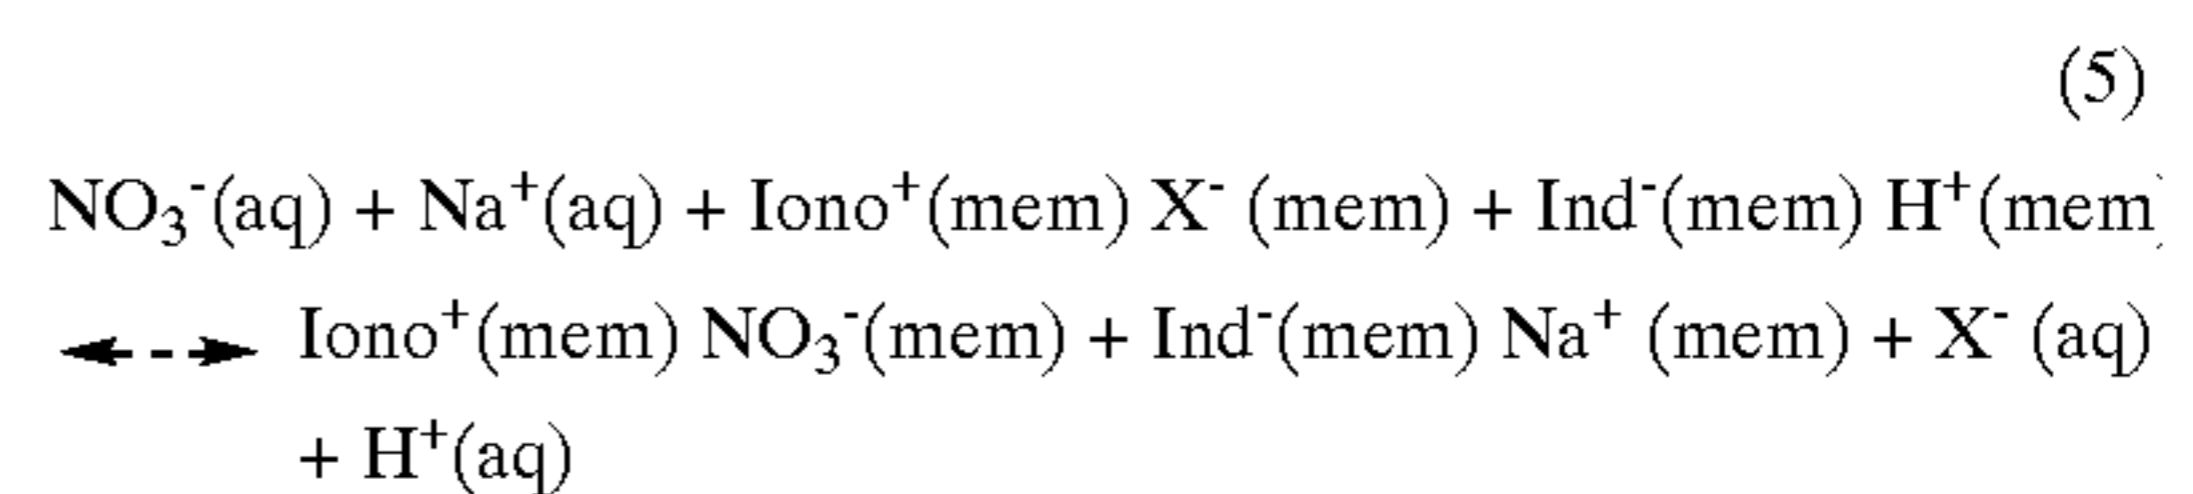 (5)
NO₃⁻(aq) + Na⁺(aq) + Iono⁺(mem) X⁻ (mem) + Ind⁻(mem) H⁺(mem)
◄--► Iono⁺(mem) NO₃⁻(mem) + Ind⁻(mem) Na⁺ (mem) + X⁻ (aq)
+ H⁺(aq)